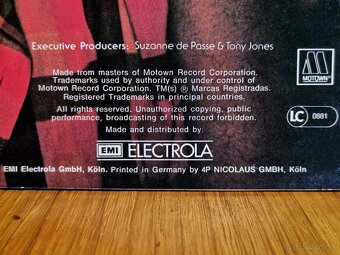 Executive Producers: Suzanne de Passe & Tony Jones
Made from masters of Motown Record Corporation.
Trademarks used by authority and under control of
Motown Record Corporation. TM(s) ® Marcas Registradas.
Registered Trademarks in principal countries.
MOTOWN
All rights reserved. Unauthorized copying, public
performance, broadcasting of this record forbidden.
LC 0881
Made and distributed by:
EMI ELECTROLA
EMI Electrola GmbH, Köln. Printed in Germany by 4P NICOLAUS GMBH, Köln